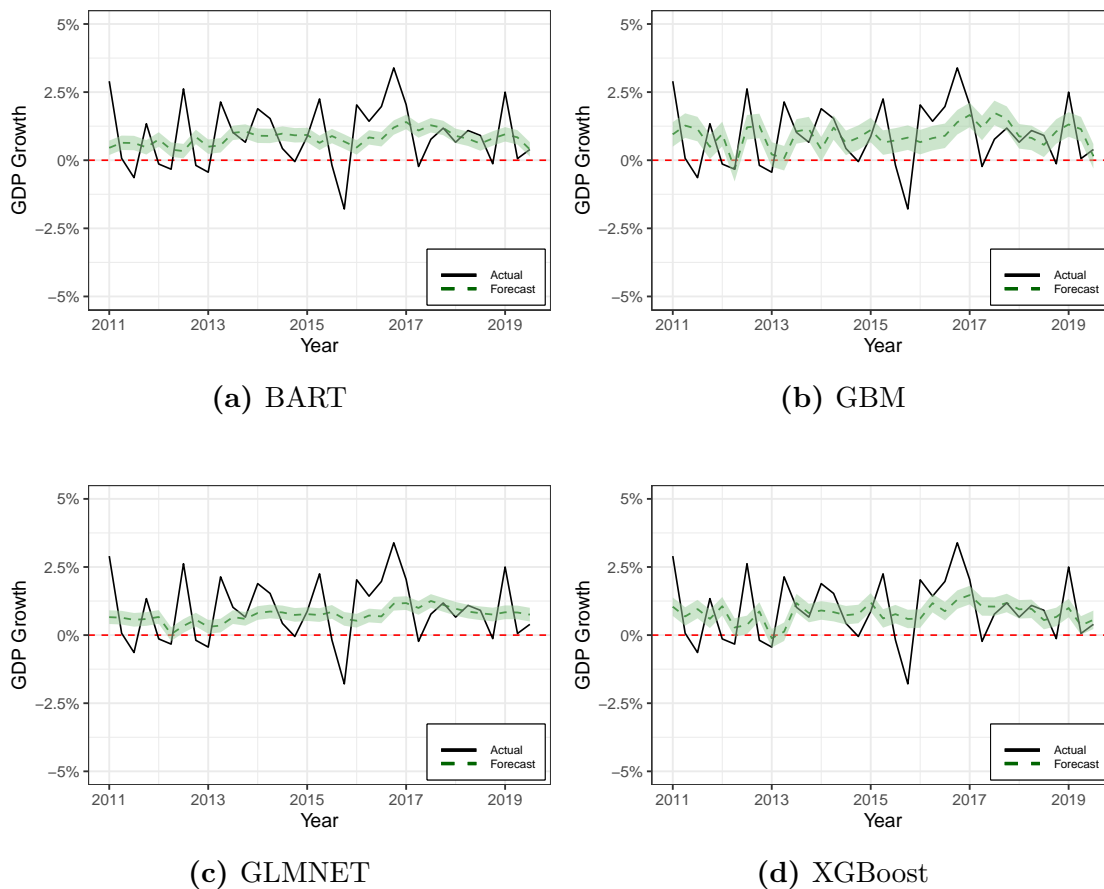 5%
2.5%
0%
−2.5%
−5%
GDP Growth
Actual
Forecast
2011 2013 2015 2017 2019
Year
(a) BART
5%
2.5%
0%
−2.5%
−5%
GDP Growth
Actual
Forecast
2011 2013 2015 2017 2019
Year
(b) GBM
5%
2.5%
0%
−2.5%
−5%
GDP Growth
Actual
Forecast
2011 2013 2015 2017 2019
Year
(c) GLMNET
5%
2.5%
0%
−2.5%
−5%
GDP Growth
Actual
Forecast
2011 2013 2015 2017 2019
Year
(d) XGBoost